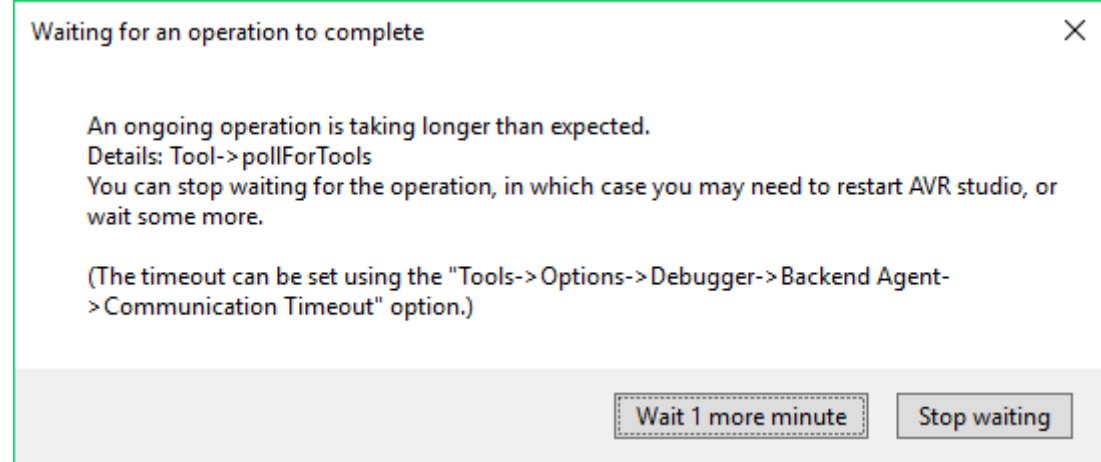 Waiting for an operation to complete
An ongoing operation is taking longer than expected.
Details: Tool->pollForTools
You can stop waiting for the operation, in which case you may need to restart AVR studio, or
wait some more.
(The timeout can be set using the "Tools->Options->Debugger->Backend Agent-
>Communication Timeout" option.)
Wait 1 more minute
Stop waiting